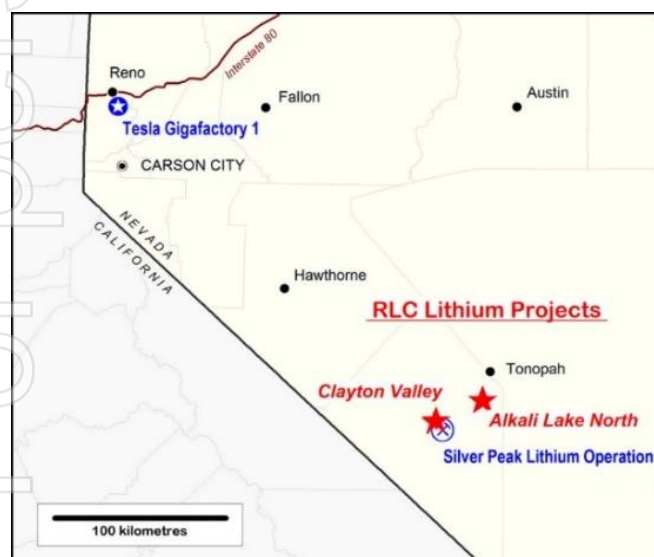 Interstate 80
Reno
Fallon
Austin
Tesla Gigafactory 1
CARSON CITY
NEVADA
CALIFORNIA
Hawthorne
RLC Lithium Projects
Tonopah
Clayton Valley
Alkali Lake North
Silver Peak Lithium Operation
100 kilometres